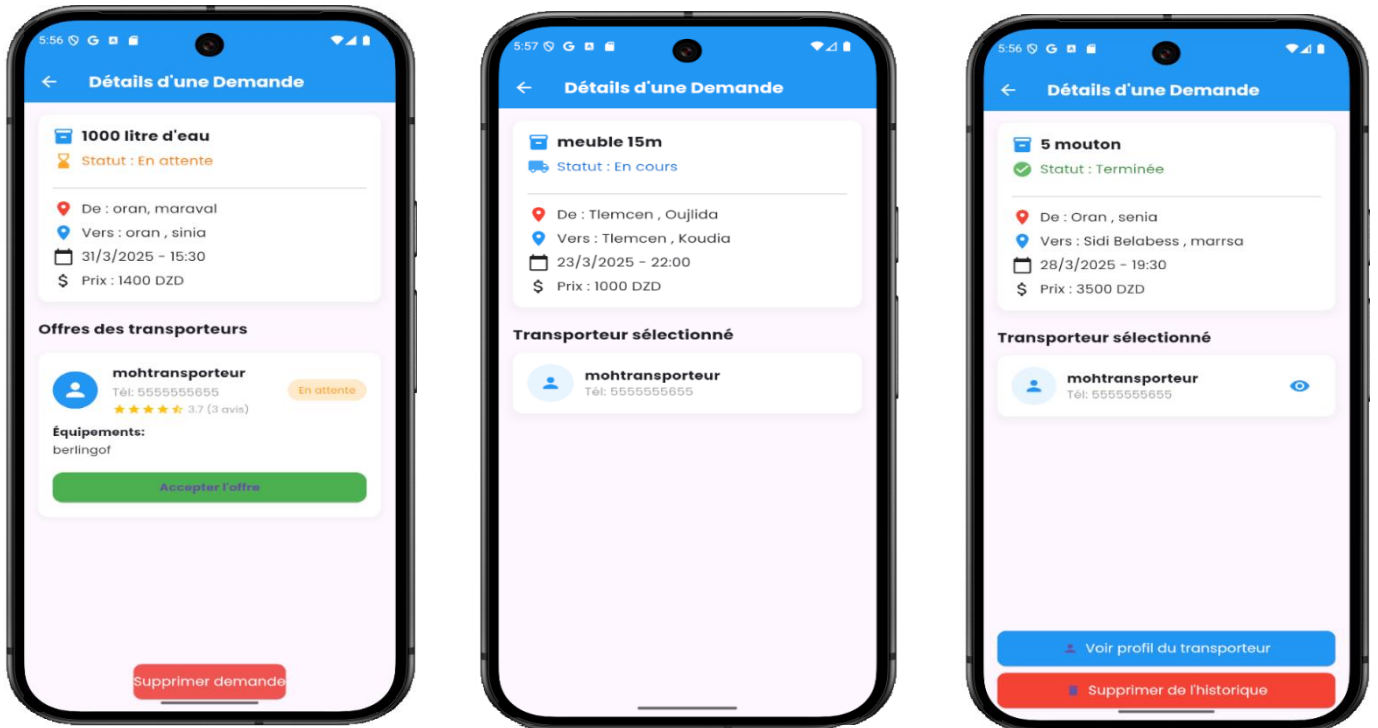 5:56
Détails d'une Demande
1000 litre d'eau
Statut : En attente
De : oran, maraval
Vers : oran , sinia
31/3/2025 - 15:30
$ Prix : 1400 DZD
Offres des transporteurs
mohtransporteur
Tél: 5555555655
En attente
3.7 (3 avis)
Équipements:
berlingof
Accepter l'offre
Supprimer demande
5:57
Détails d'une Demande
meuble 15m
Statut : En cours
De : Tlemcen , Oujlida
Vers : Tlemcen , Koudia
23/3/2025 - 22:00
$ Prix : 1000 DZD
Transporteur sélectionné
mohtransporteur
Tél: 5555555655
5:56
Détails d'une Demande
5 mouton
Statut : Terminée
De : Oran , senia
Vers : Sidi Belabess , marrsa
28/3/2025 - 19:30
$ Prix : 3500 DZD
Transporteur sélectionné
mohtransporteur
Tél: 5555555655
Voir profil du transporteur
Supprimer de l'historique